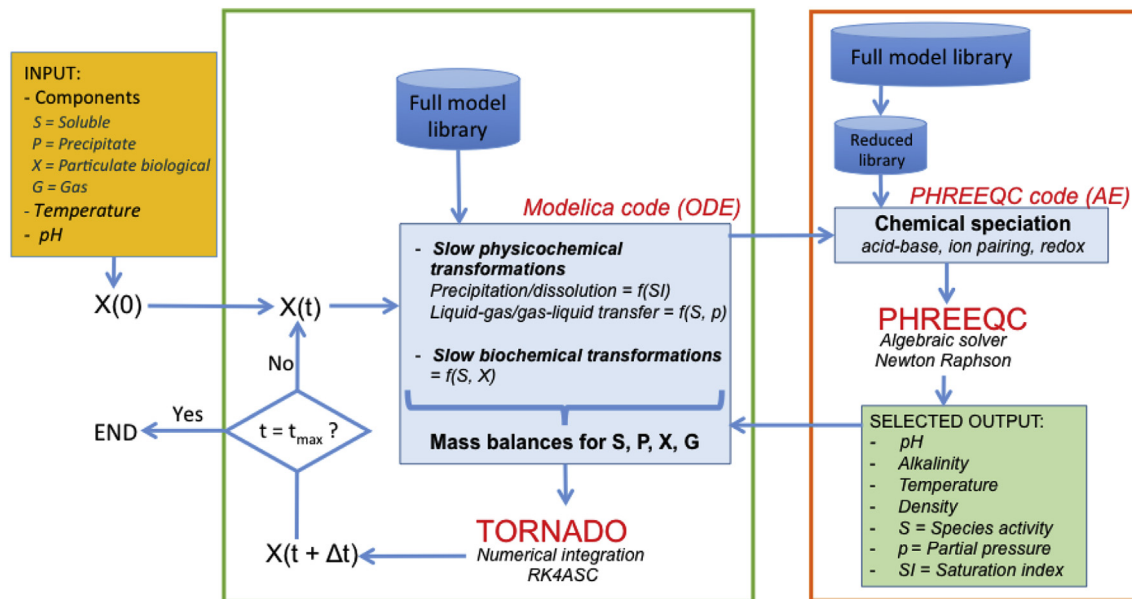 INPUT:
- Components
S = Soluble
P = Precipitate
X = Particulate biological
G = Gas
- Temperature
- pH
X(0)
X(t)
No
Yes
END
t = tmax ?
X(t + Δt)
Full model
library
Modelica code (ODE)
- Slow physicochemical
transformations
Precipitation/dissolution = f(SI)
Liquid-gas/gas-liquid transfer = f(S, p)
- Slow biochemical transformations
= f(S, X)
Mass balances for S, P, X, G
TORNADO
Numerical integration
RK4ASC
Full model library
Reduced
library
PHREEQC code (AE)
Chemical speciation
acid-base, ion pairing, redox
PHREEQC
Algebraic solver
Newton Raphson
SELECTED OUTPUT:
- pH
- Alkalinity
- Temperature
- Density
- S = Species activity
- p = Partial pressure
- SI = Saturation index